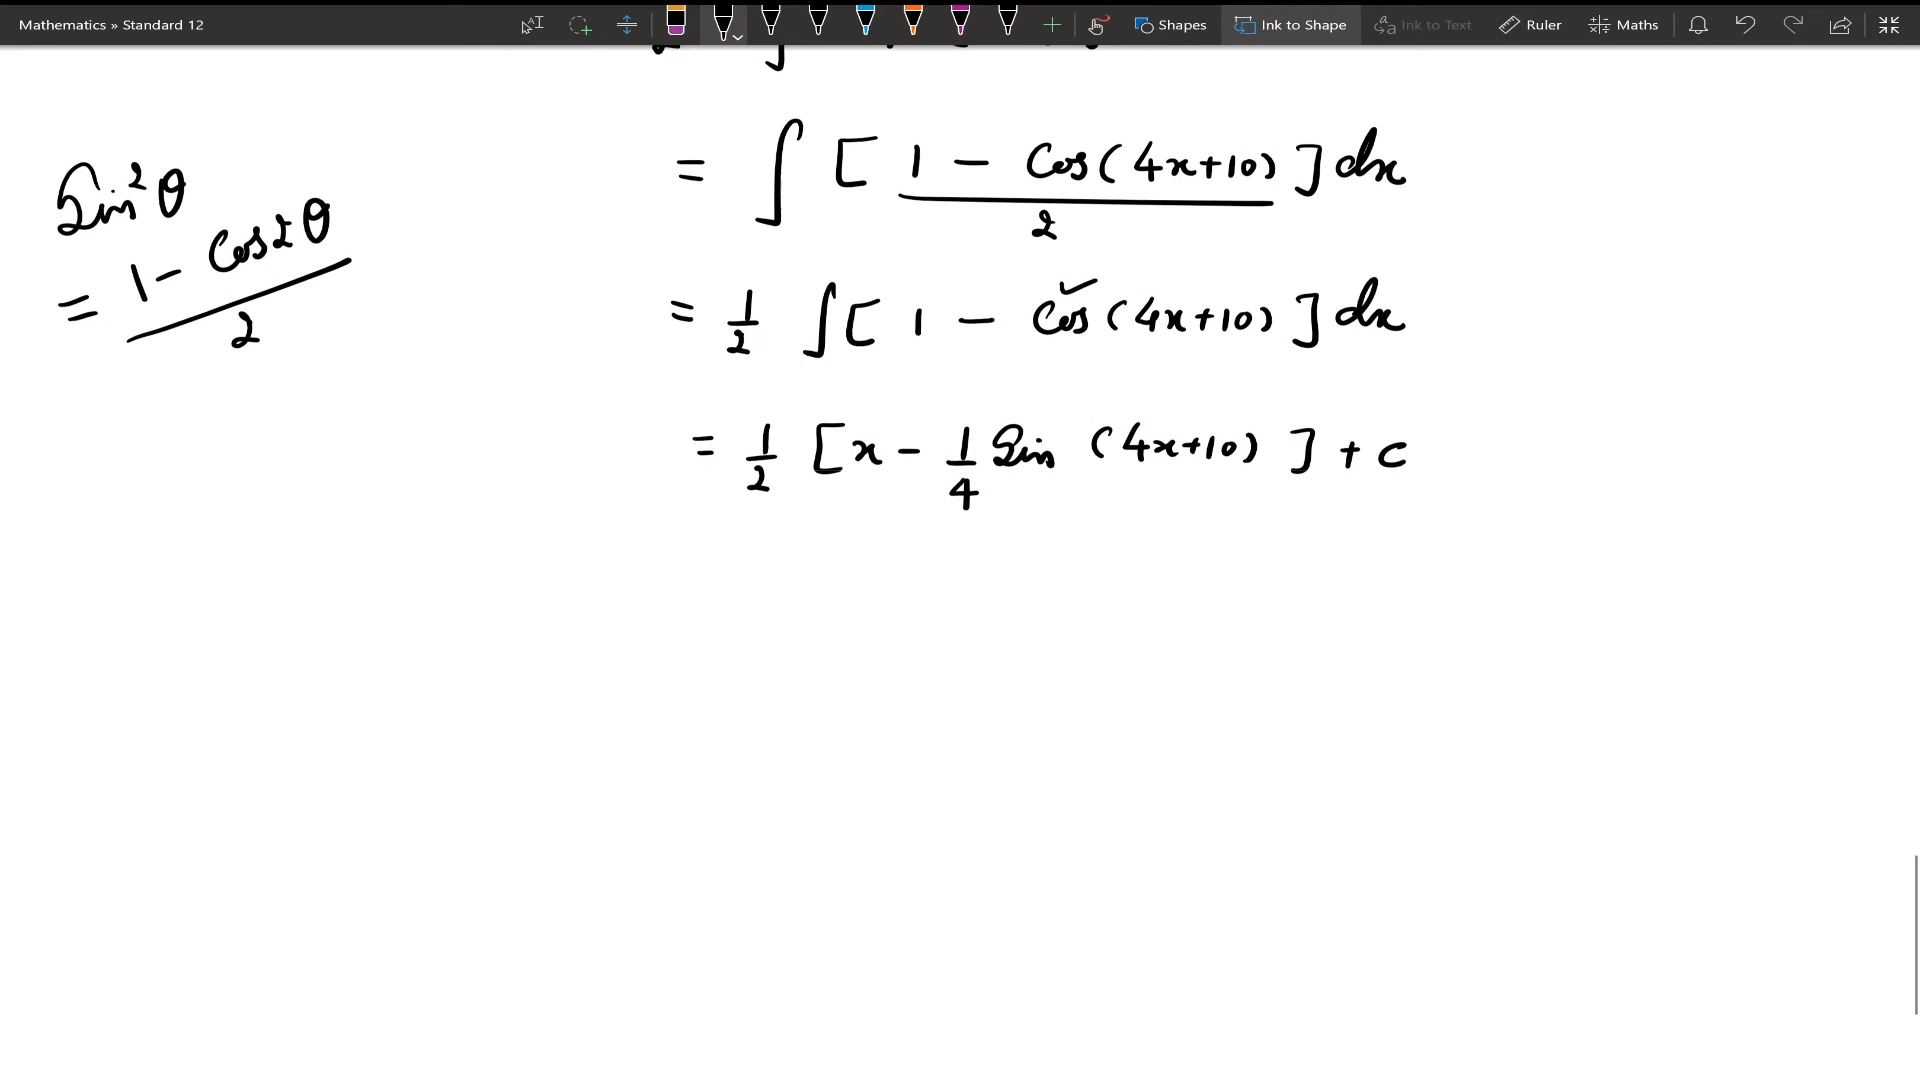 Mathematics » Standard 12
Shapes Ink to Shape Ink to Text Ruler Maths
= ∫ [ 1 - Cos(4x+10) ] dx
2
Sin²θ
= 1 - Cos2θ
2
= 1/2 ∫ [ 1 - Cos (4x+10) ] dx
= 1/2 [ x - 1/4 Sin (4x+10) ] + c